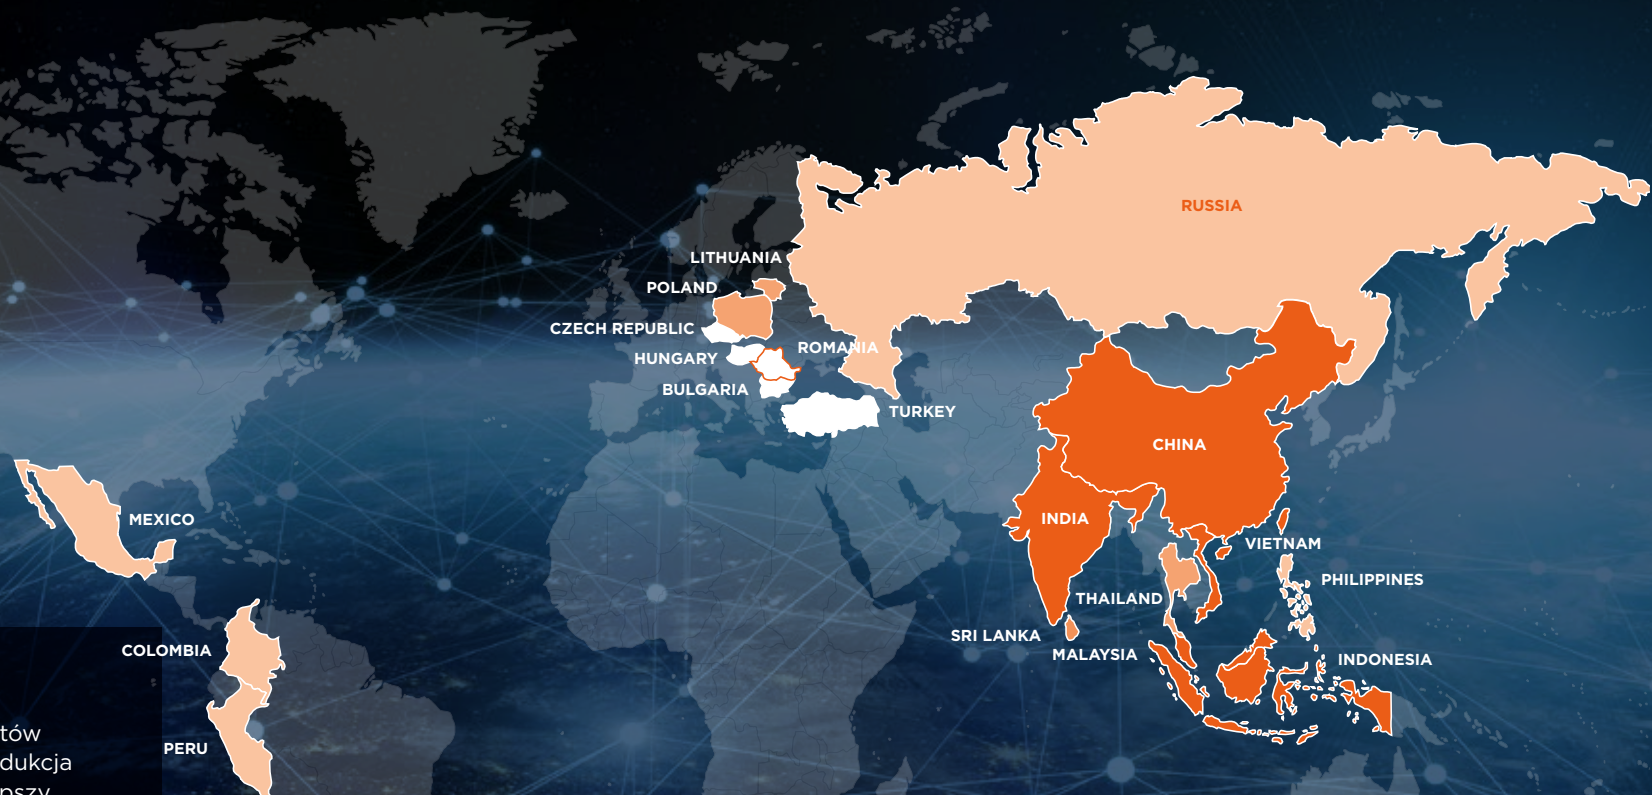 RUSSIA
LITHUANIA
POLAND
CZECH REPUBLIC
ROMANIA
HUNGARY
BULGARIA
TURKEY
CHINA
MEXICO
INDIA
VIETNAM
PHILIPPINES
THAILAND
SRI LANKA
COLOMBIA
MALAYSIA
INDONESIA
PERU
tów
dukcja
pszy